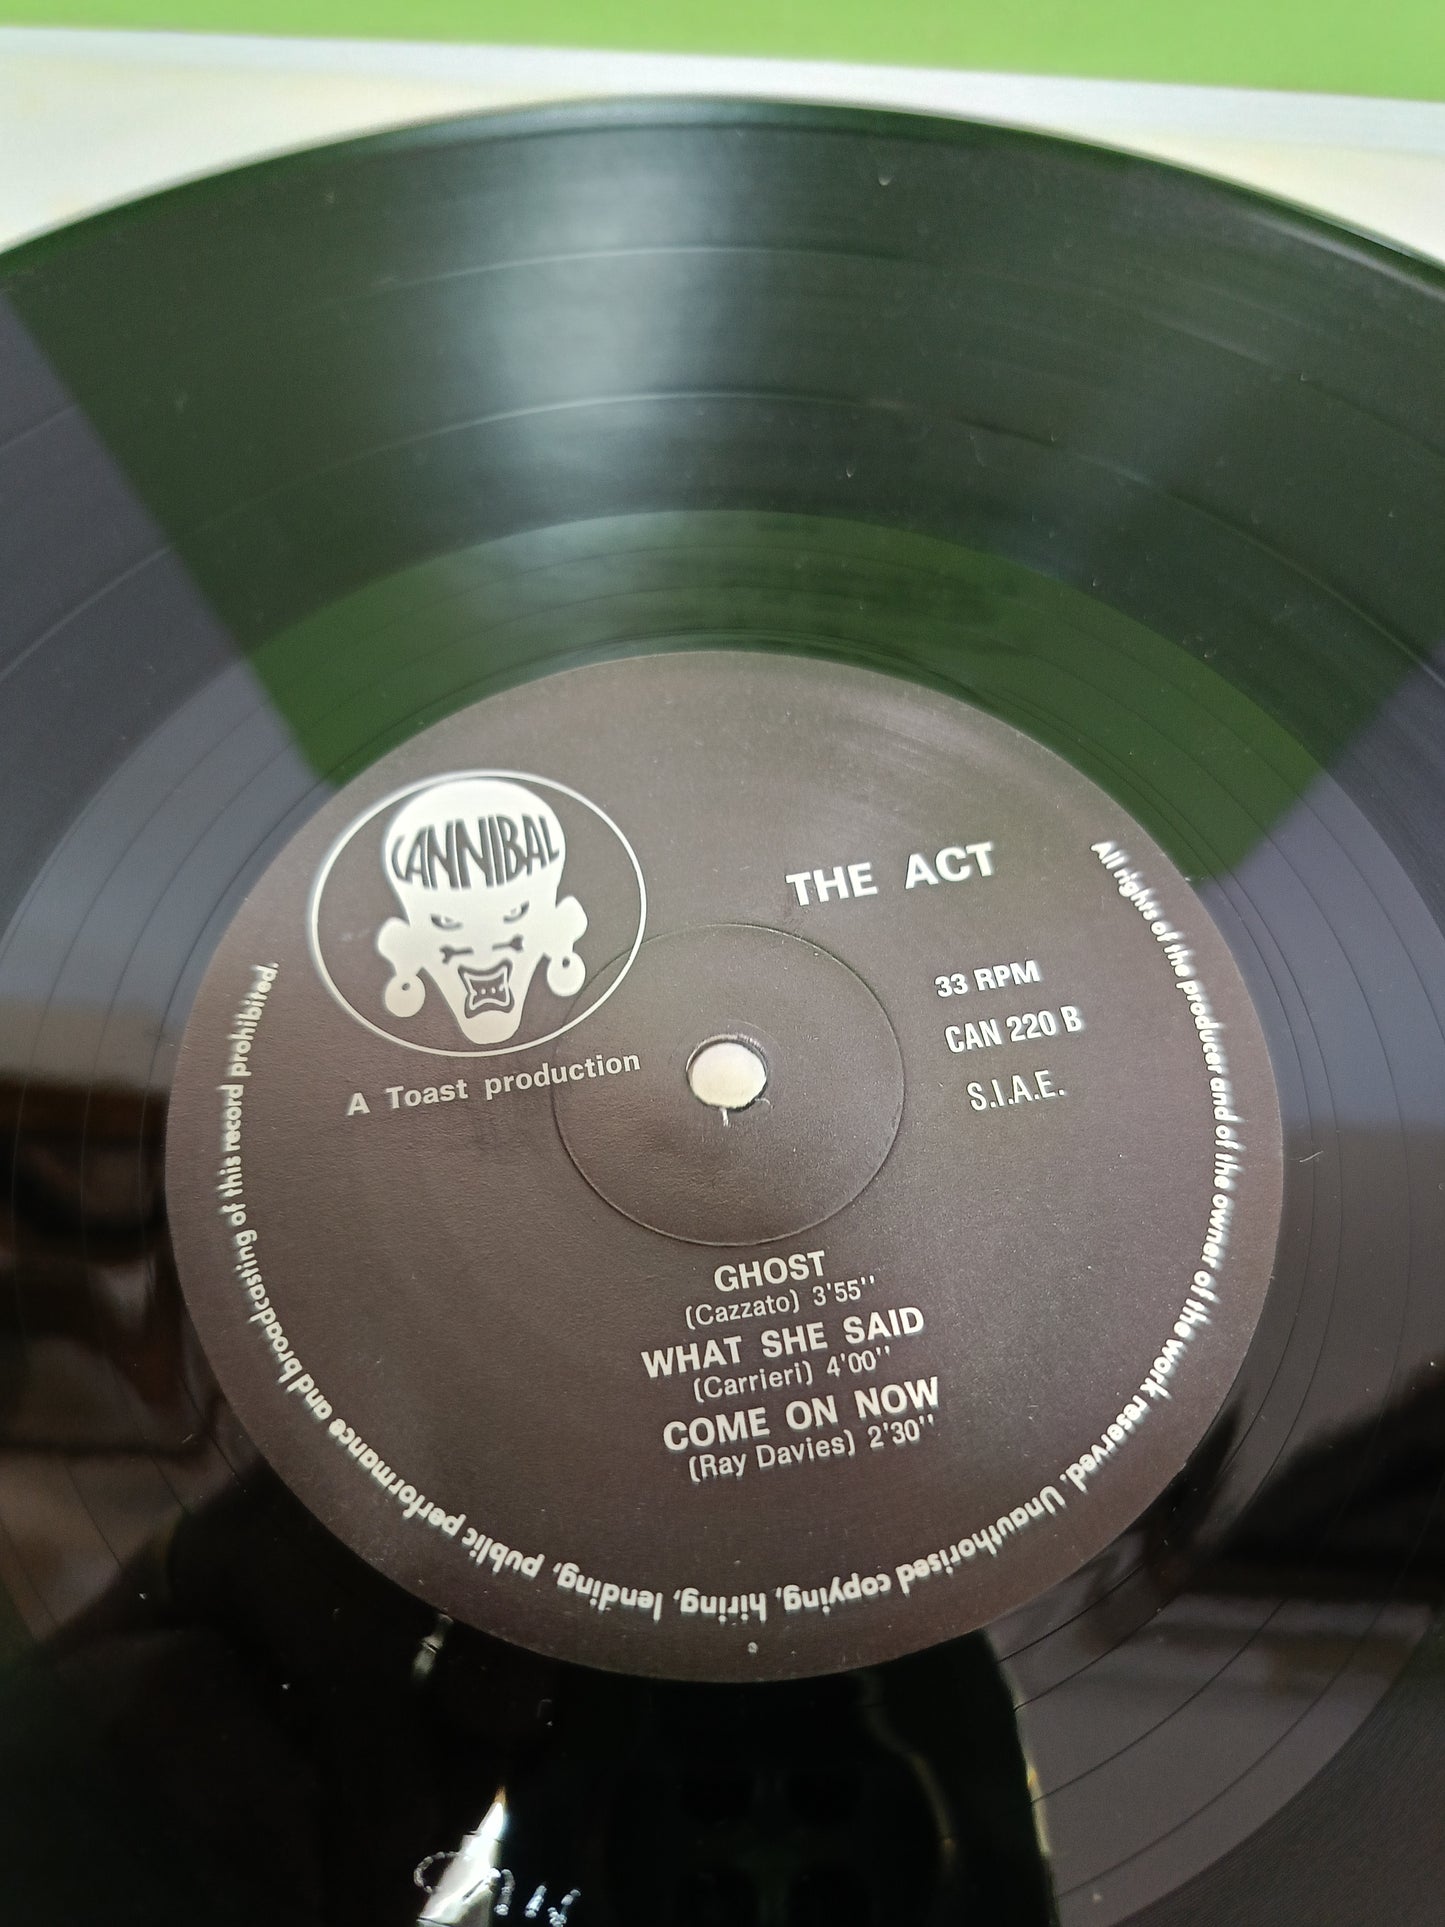 CANNIBAL
THE ACT
33 RPM
CAN 220 B
S.I.A.E.
A Toast production
GHOST
(Cazzato) 3'55''
WHAT SHE SAID
(Carrieri) 4'00''
COME ON NOW
(Ray Davies) 2'30''
All rights of the producer and of the owner of the work reserved. Unauthorised copying, hiring, lending, public performance and broadcasting of this record prohibited.